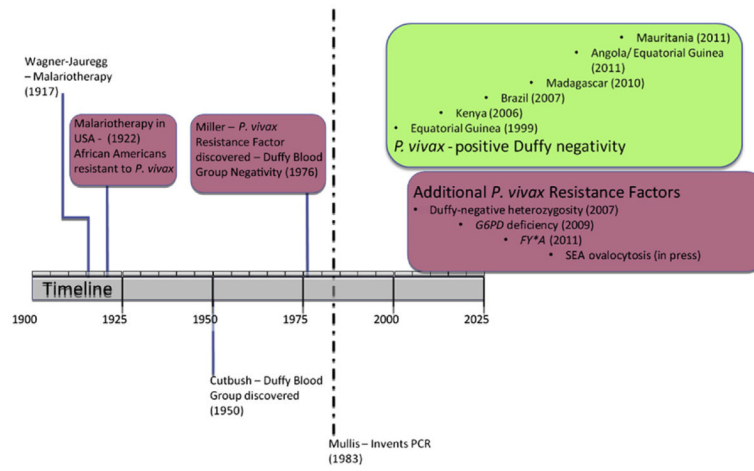 Wagner-Jauregg
– Malariotherapy
(1917)
Malariotherapy in
USA - (1922)
African Americans
resistant to P. vivax
Miller – P. vivax
Resistance Factor
discovered – Duffy Blood
Group Negativity (1976)
• Mauritania (2011)
• Angola/ Equatorial Guinea
(2011)
• Madagascar (2010)
• Brazil (2007)
• Kenya (2006)
• Equatorial Guinea (1999)
P. vivax - positive Duffy negativity
Additional P. vivax Resistance Factors
• Duffy-negative heterozygosity (2007)
• G6PD deficiency (2009)
• FY*A (2011)
• SEA ovalocytosis (in press)
Timeline
1900 1925 1950 1975 2000 2025
Cutbush – Duffy Blood
Group discovered
(1950)
Mullis – Invents PCR
(1983)